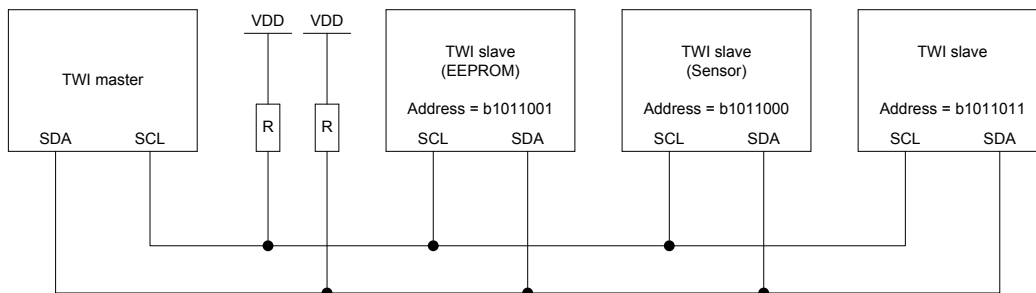 VDD VDD
TWI master
SDA SCL
R R
TWI slave
(EEPROM)
Address = b1011001
SCL SDA
TWI slave
(Sensor)
Address = b1011000
SCL SDA
TWI slave
Address = b1011011
SCL SDA